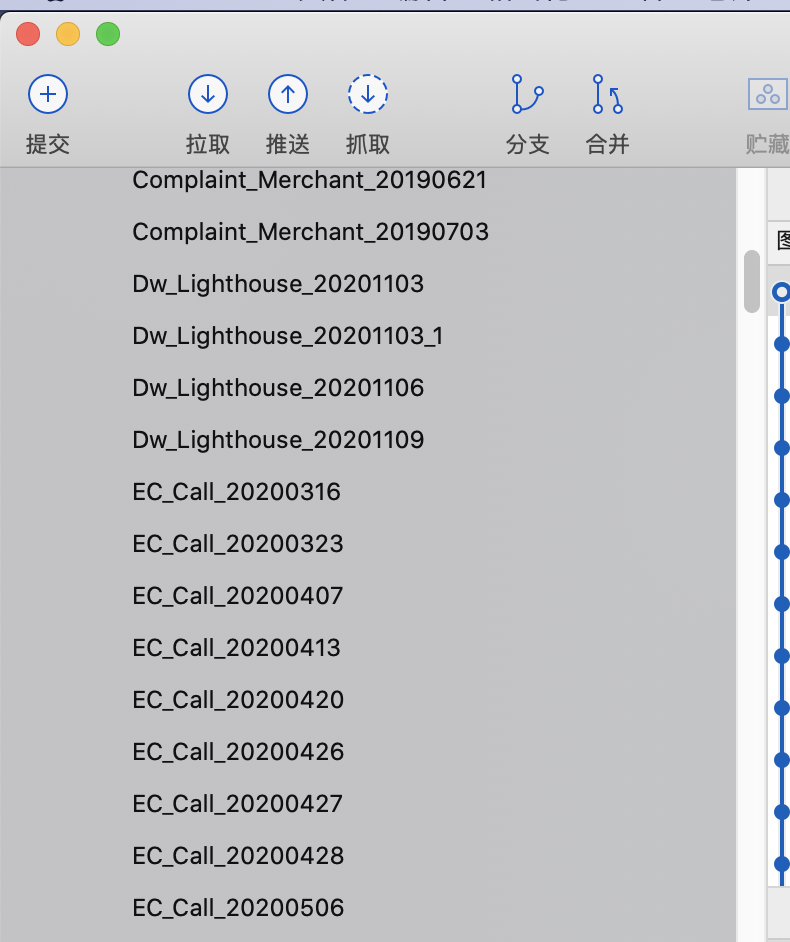 提交 拉取 推送 抓取 分支 合并 贮藏
Complaint_Merchant_20190621
Complaint_Merchant_20190703
Dw_Lighthouse_20201103
Dw_Lighthouse_20201103_1
Dw_Lighthouse_20201106
Dw_Lighthouse_20201109
EC_Call_20200316
EC_Call_20200323
EC_Call_20200407
EC_Call_20200413
EC_Call_20200420
EC_Call_20200426
EC_Call_20200427
EC_Call_20200428
EC_Call_20200506